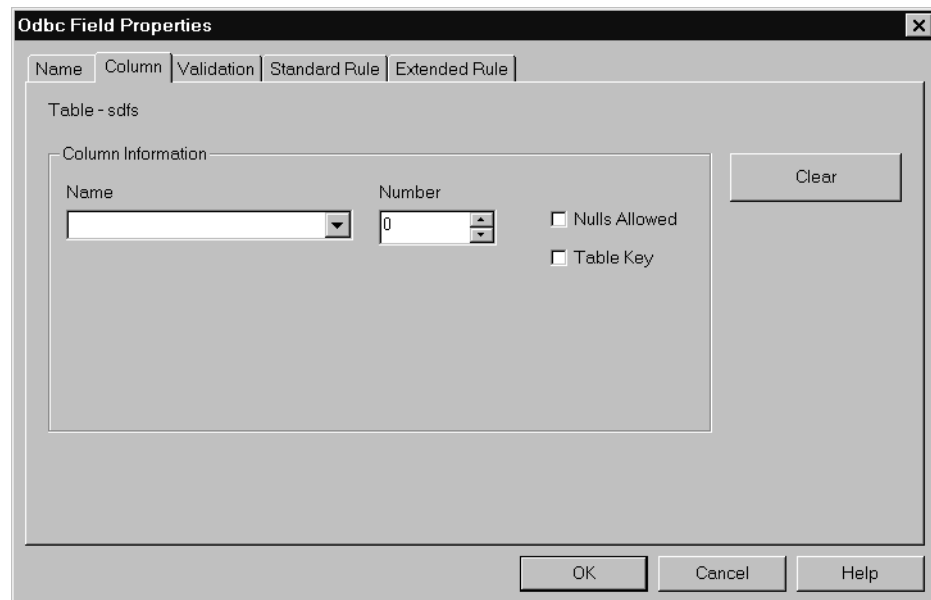 Odbc Field Properties
Name Column Validation Standard Rule Extended Rule
Table - sdfs
Column Information
Clear
Name Number
0
Nulls Allowed
Table Key
OK Cancel Help